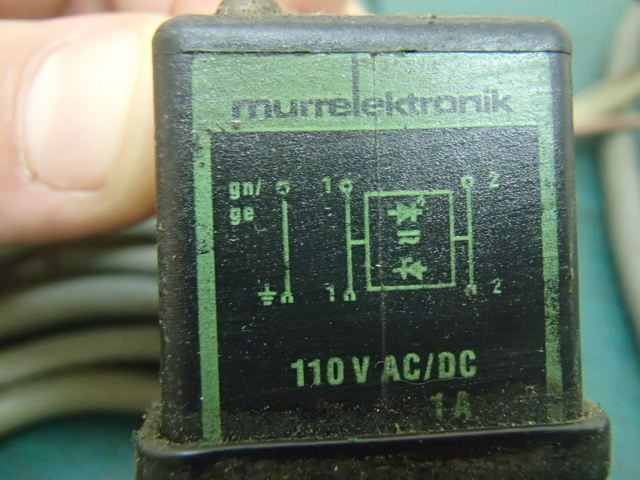 murrelektronik
gn/ 1 2
ge
1 2
110 V AC/DC
1 A